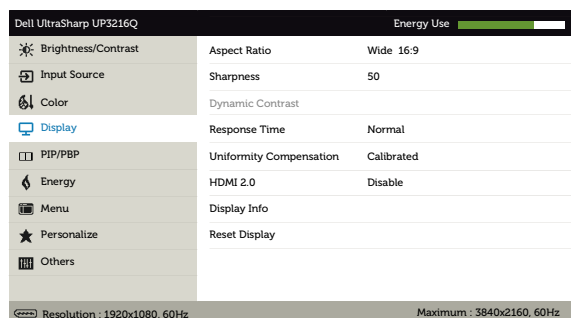 Dell UltraSharp UP3216Q Energy Use
Brightness/Contrast Aspect Ratio Wide 16:9
Input Source Sharpness 50
Color Dynamic Contrast
Display Response Time Normal
PIP/PBP Uniformity Compensation Calibrated
Energy HDMI 2.0 Disable
Menu Display Info
Personalize Reset Display
Others
Resolution : 1920x1080, 60Hz Maximum : 3840x2160, 60Hz